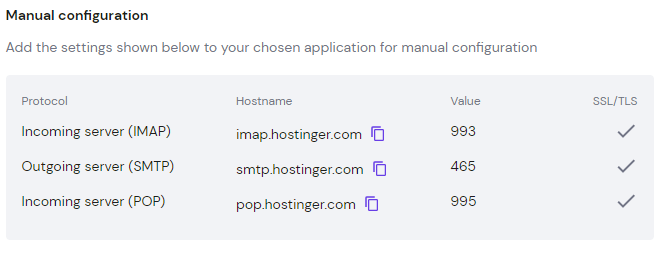 Manual configuration
Add the settings shown below to your chosen application for manual configuration
Protocol Hostname Value SSL/TLS
Incoming server (IMAP) imap.hostinger.com 993
Outgoing server (SMTP) smtp.hostinger.com 465
Incoming server (POP) pop.hostinger.com 995